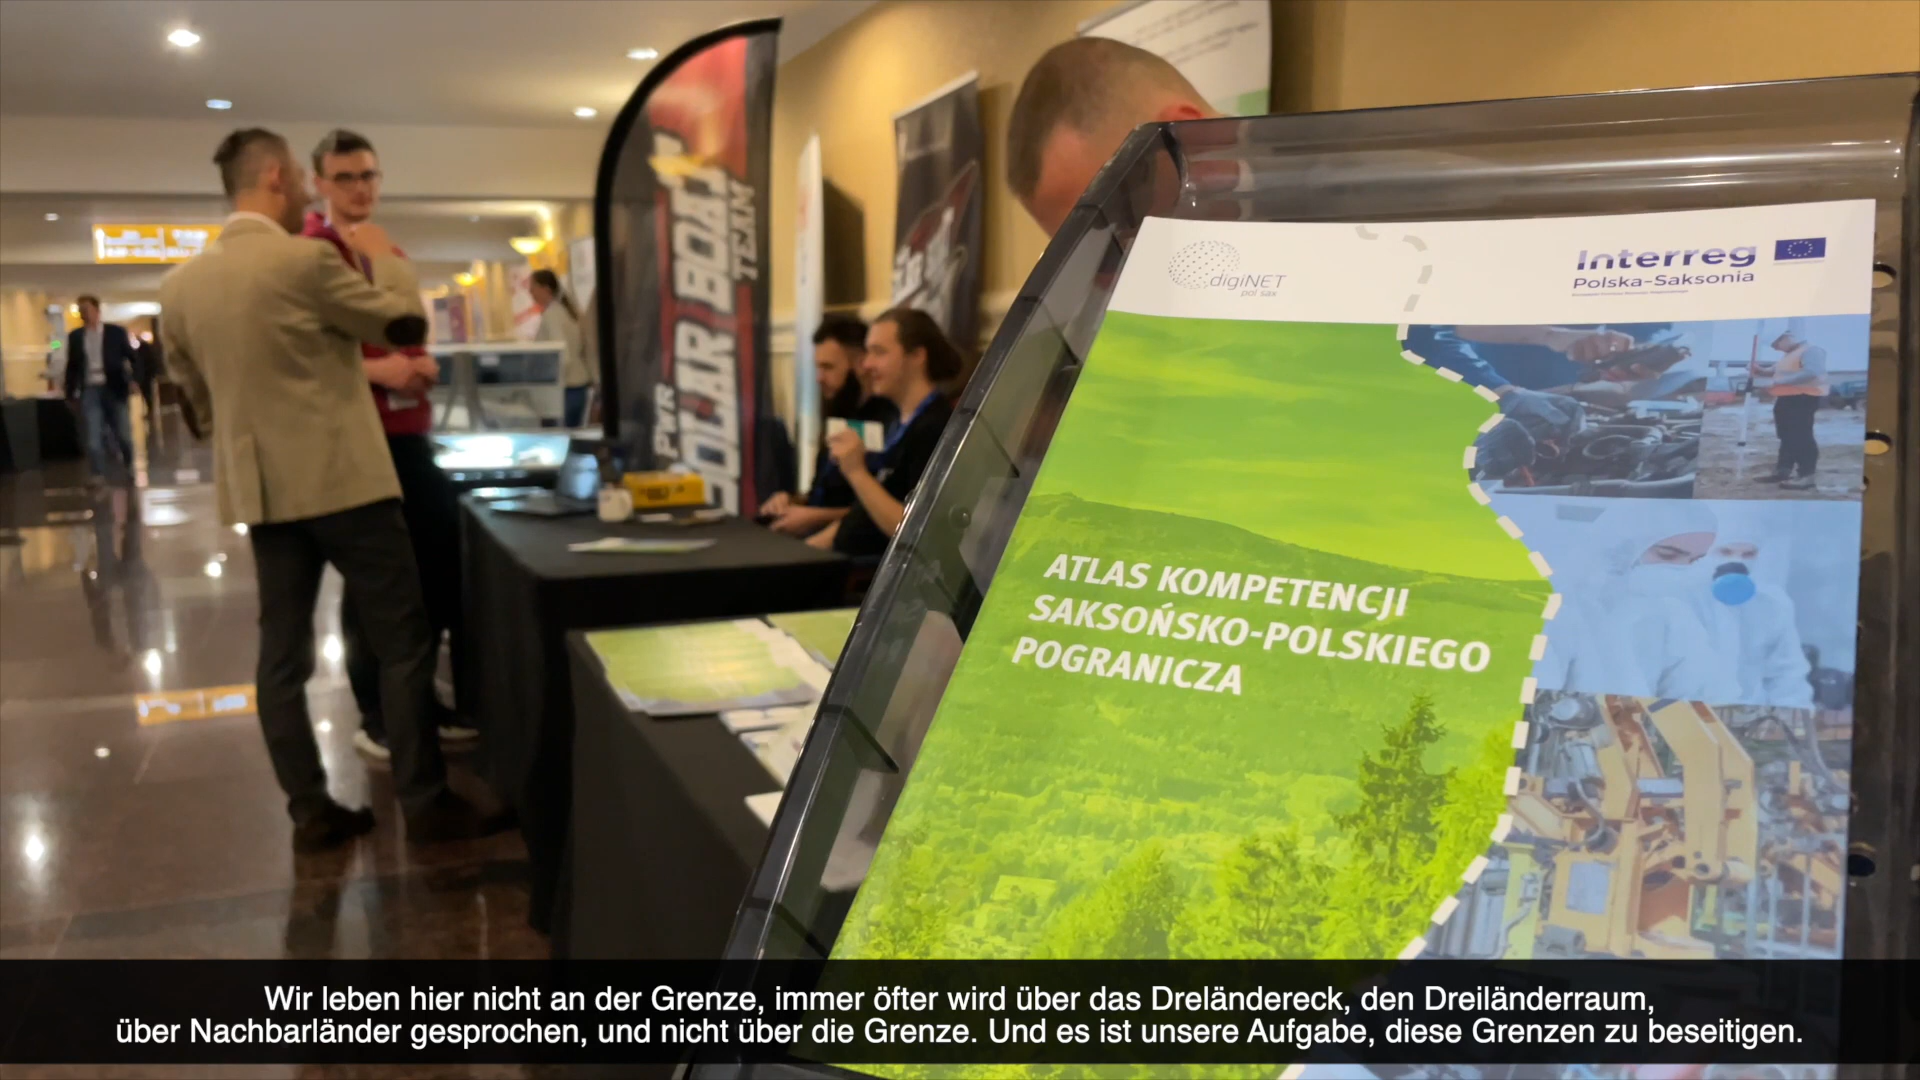 PWR
SOLAR BOAT
TEAM
digiNET
pol sax
Interreg
Polska-Saksonia
ATLAS KOMPETENCJI
SAKSOŃSKO-POLSKIEGO
POGRANICZA
Wir leben hier nicht an der Grenze, immer öfter wird über das Dreländereck, den Dreiländerraum,
über Nachbarländer gesprochen, und nicht über die Grenze. Und es ist unsere Aufgabe, diese Grenzen zu beseitigen.